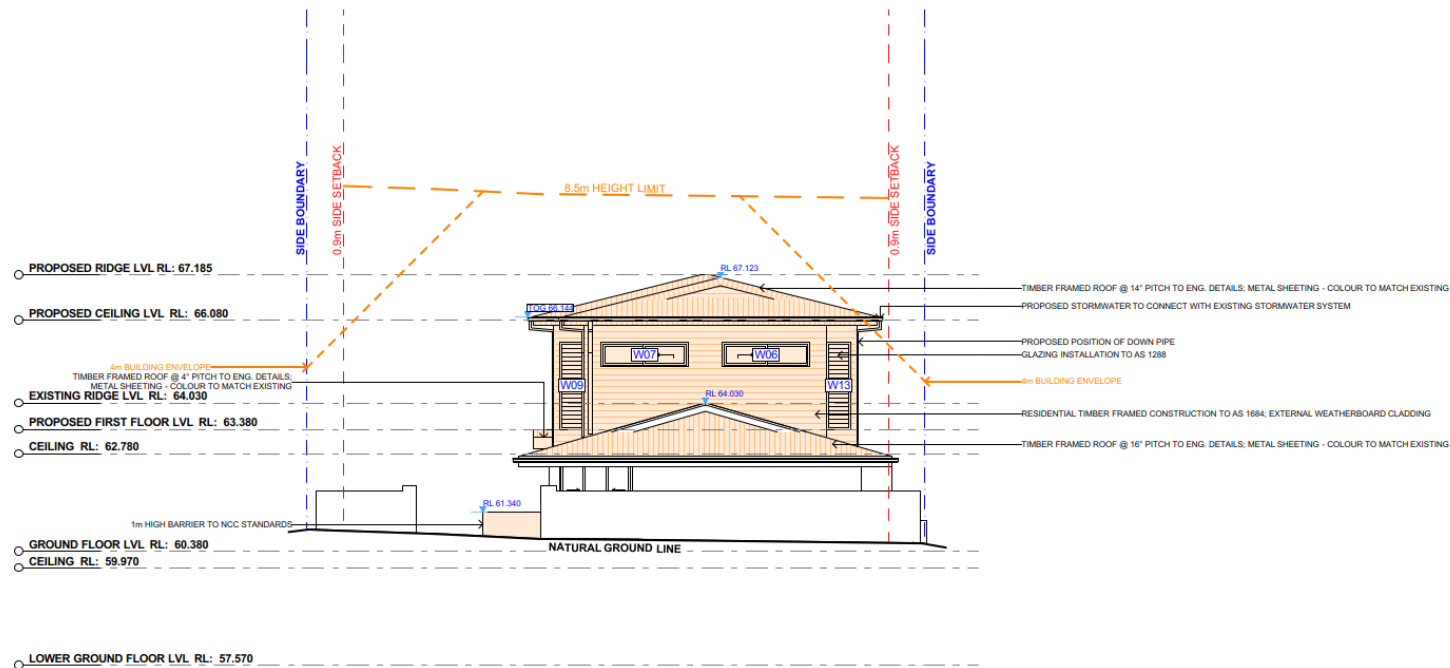 SIDE BOUNDARY
0.9m SIDE SETBACK
8.5m HEIGHT LIMIT
0.9m SIDE SETBACK
SIDE BOUNDARY
PROPOSED RIDGE LVL RL: 67.185
RL 67.123
TIMBER FRAMED ROOF @ 14° PITCH TO ENG. DETAILS; METAL SHEETING - COLOUR TO MATCH EXISTING
TOG 66.144
PROPOSED STORMWATER TO CONNECT WITH EXISTING STORMWATER SYSTEM
PROPOSED CEILING LVL RL: 66.080
PROPOSED POSITION OF DOWN PIPE
GLAZING INSTALLATION TO AS 1288
W07
W06
4m BUILDING ENVELOPE
TIMBER FRAMED ROOF @ 4° PITCH TO ENG. DETAILS;
METAL SHEETING - COLOUR TO MATCH EXISTING
W09
W13
4m BUILDING ENVELOPE
EXISTING RIDGE LVL RL: 64.030
RL 64.030
RESIDENTIAL TIMBER FRAMED CONSTRUCTION TO AS 1684; EXTERNAL WEATHERBOARD CLADDING
PROPOSED FIRST FLOOR LVL RL: 63.380
CEILING RL: 62.780
TIMBER FRAMED ROOF @ 16° PITCH TO ENG. DETAILS; METAL SHEETING - COLOUR TO MATCH EXISTING
RL 61.340
1m HIGH BARRIER TO NCC STANDARDS
GROUND FLOOR LVL RL: 60.380
NATURAL GROUND LINE
CEILING RL: 59.970
LOWER GROUND FLOOR LVL RL: 57.570